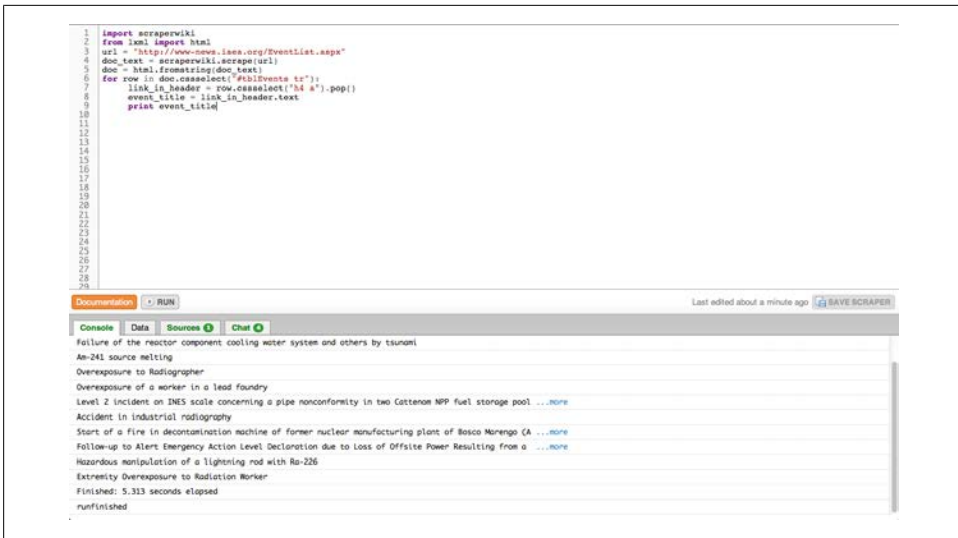 1 import scraperwiki
2 from lxml import html
3 url = "http://www-news.iaea.org/EventList.aspx"
4 doc_text = scraperwiki.scrape(url)
5 doc = html.fromstring(doc_text)
6 for row in doc.cssselect("#tblEvents tr"):
7 link_in_header = row.cssselect("h4 a").pop()
8 event_title = link_in_header.text
9 print event_title
10
11
12
13
14
15
16
17
18
19
20
21
22
23
24
25
26
27
28
29
Documentation RUN Last edited about a minute ago SAVE SCRAPER
Console Data Sources 1 Chat
Failure of the reactor component cooling water system and others by tsunami
Am-241 source melting
Overexposure to Radiographer
Overexposure of a worker in a lead foundry
Level 2 incident on INES scale concerning a pipe nonconformity in two Cattenom NPP fuel storage pool ...more
Accident in industrial radiography
Start of a fire in decontamination machine of former nuclear manufacturing plant of Bosco Marengo (A ...more
Follow-up to Alert Emergency Action Level Declaration due to Loss of Offsite Power Resulting from a ...more
Hazardous manipulation of a lightning rod with Ra-226
Extremity Overexposure to Radiation Worker
Finished: 5.313 seconds elapsed
runfinished